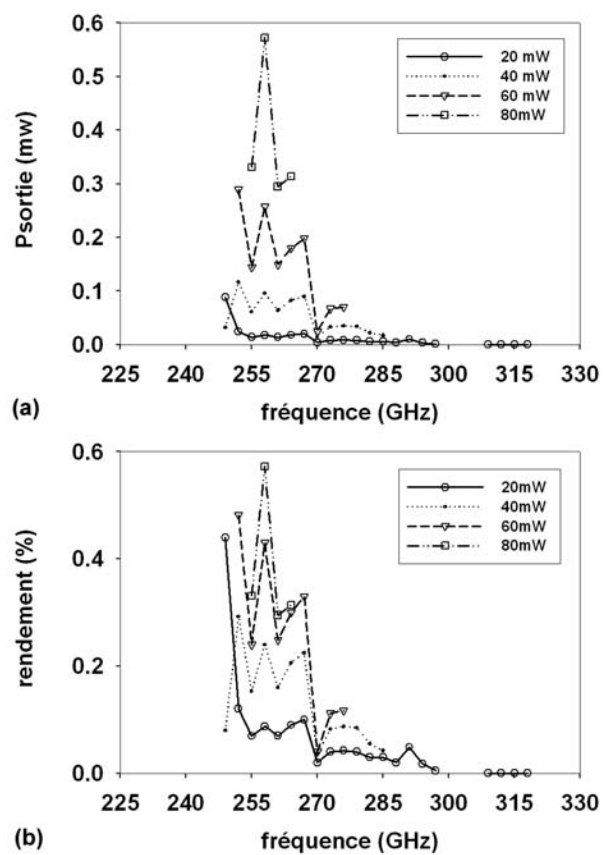 0.6
0.5
0.4
0.3
0.2
0.1
0.0
Psortie (mw)
20 mW
40 mW
60 mW
80mW
225 240 255 270 285 300 315 330
(a)
fréquence (GHz)
0.6
0.4
0.2
0.0
rendement (%)
20mW
40mW
60mW
80mW
225 240 255 270 285 300 315 330
(b)
fréquence (GHz)